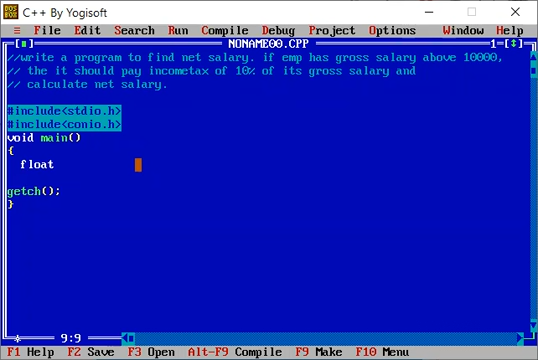 DOS BOX C++ By Yogisoft
≡ File Edit Search Run Compile Debug Project Options Window Help
NONAME00.CPP 1=[↕]
//write a program to find net salary. if emp has gross salary above 10000,
// the it should pay incometax of 10% of its gross salary and
// calculate net salary.
#include<stdio.h>
#include<conio.h>
void main()
{
float
getch();
}
9:9
F1 Help F2 Save F3 Open Alt-F9 Compile F9 Make F10 Menu